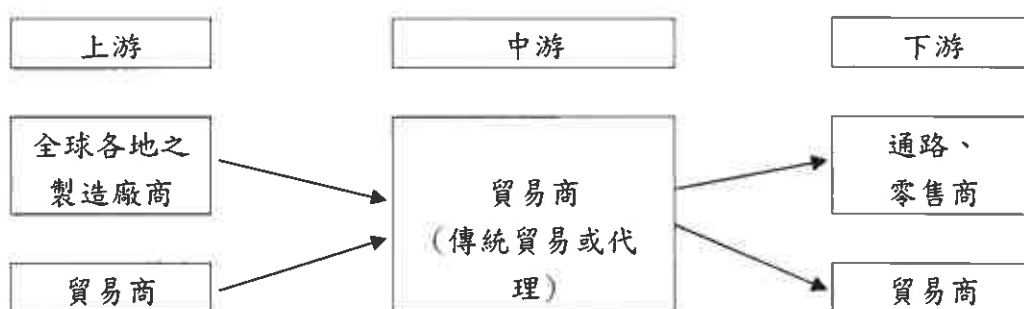 上游
中游
下游
全球各地之
製造廠商
貿易商
貿易商
（傳統貿易或代
理）
通路、
零售商
貿易商